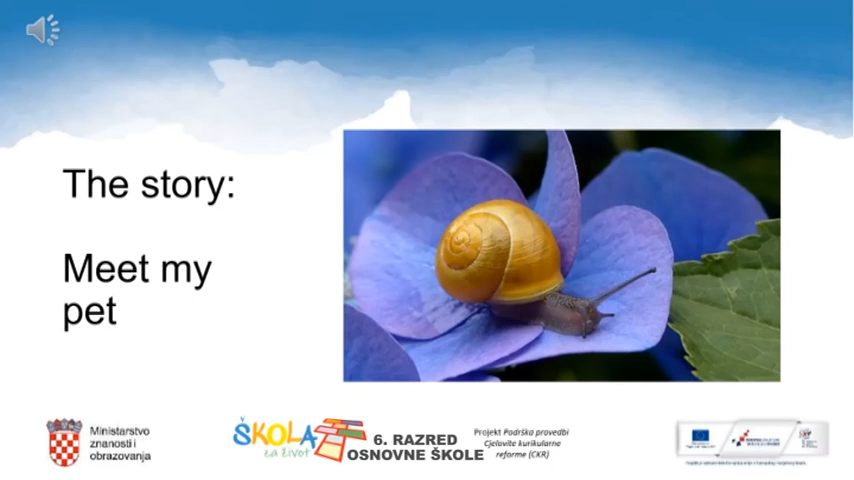 The story:
Meet my
pet
Ministarstvo
znanosti i
obrazovanja
ŠKOLA
za život
6. RAZRED
OSNOVNE ŠKOLE
Projekt Podrška provedbi
Cjelovite kurikularne
reforme (CKR)